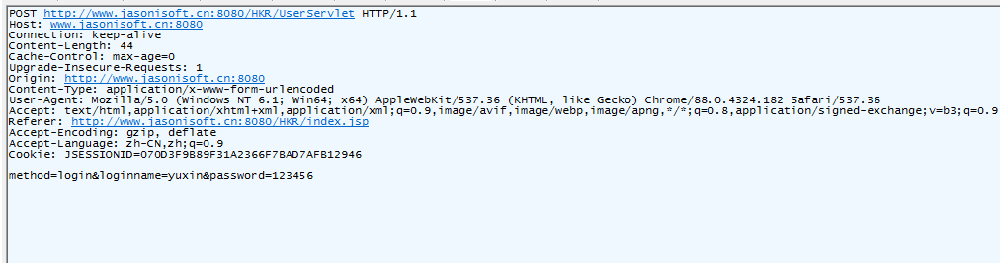 POST http://www.jasonisoft.cn:8080/HKR/UserServlet HTTP/1.1
Host: www.jasonisoft.cn:8080
Connection: keep-alive
Content-Length: 44
Cache-Control: max-age=0
Upgrade-Insecure-Requests: 1
Origin: http://www.jasonisoft.cn:8080
Content-Type: application/x-www-form-urlencoded
User-Agent: Mozilla/5.0 (Windows NT 6.1; Win64; x64) AppleWebKit/537.36 (KHTML, like Gecko) Chrome/88.0.4324.182 Safari/537.36
Accept: text/html,application/xhtml+xml,application/xml;q=0.9,image/avif,image/webp,image/apng,*/*;q=0.8,application/signed-exchange;v=b3;q=0.9
Referer: http://www.jasonisoft.cn:8080/HKR/index.jsp
Accept-Encoding: gzip, deflate
Accept-Language: zh-CN,zh;q=0.9
Cookie: JSESSIONID=070D3F9B89F31A2366F7BAD7AFB12946
method=login&loginname=yuxin&password=123456